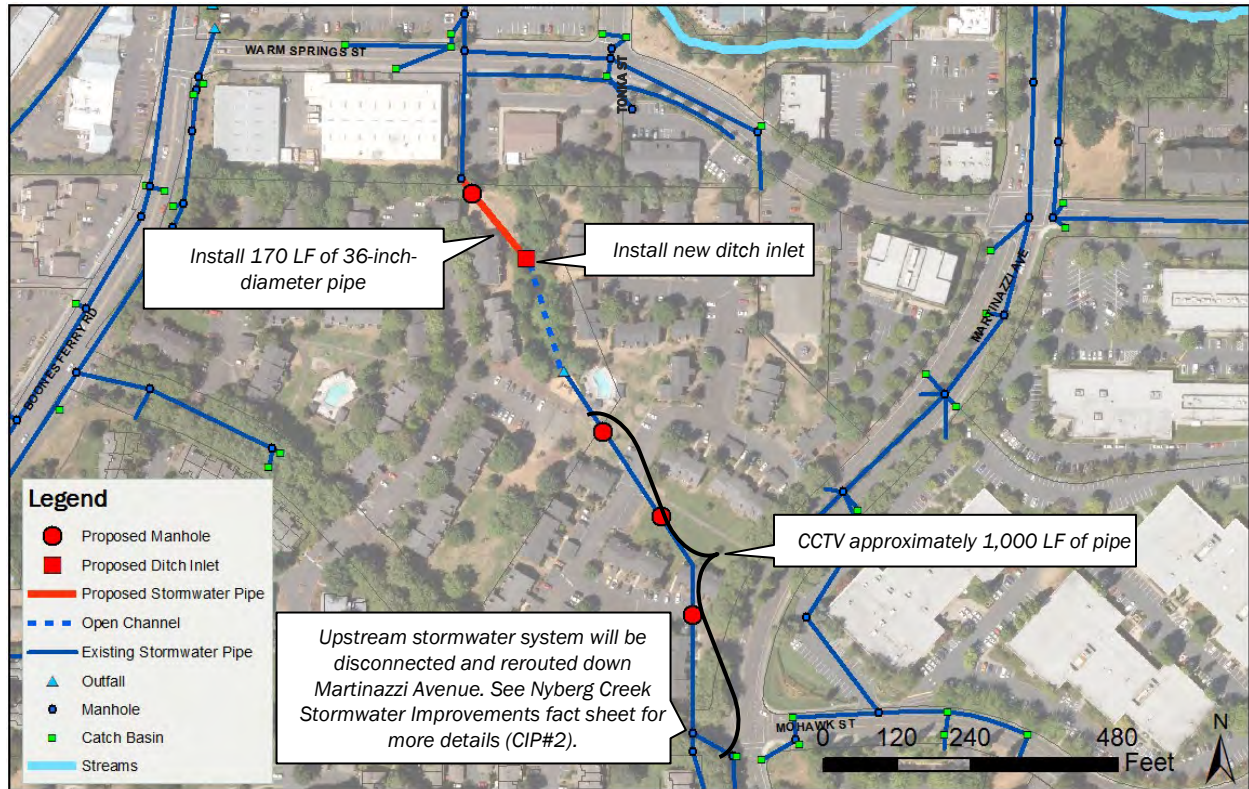 WARM SPRINGS ST
TONKA ST
Install 170 LF of 36-inch-
diameter pipe
Install new ditch inlet
BOONES FERRY RD
MARTINAZZI AVE
CCTV approximately 1,000 LF of pipe
Upstream stormwater system will be
disconnected and rerouted down
Martinazzi Avenue. See Nyberg Creek
Stormwater Improvements fact sheet for
more details (CIP#2).
MOHAWK ST
Legend
Proposed Manhole
Proposed Ditch Inlet
Proposed Stormwater Pipe
Open Channel
Existing Stormwater Pipe
Outfall
Manhole
Catch Basin
Streams
0 120 240 480
Feet
N